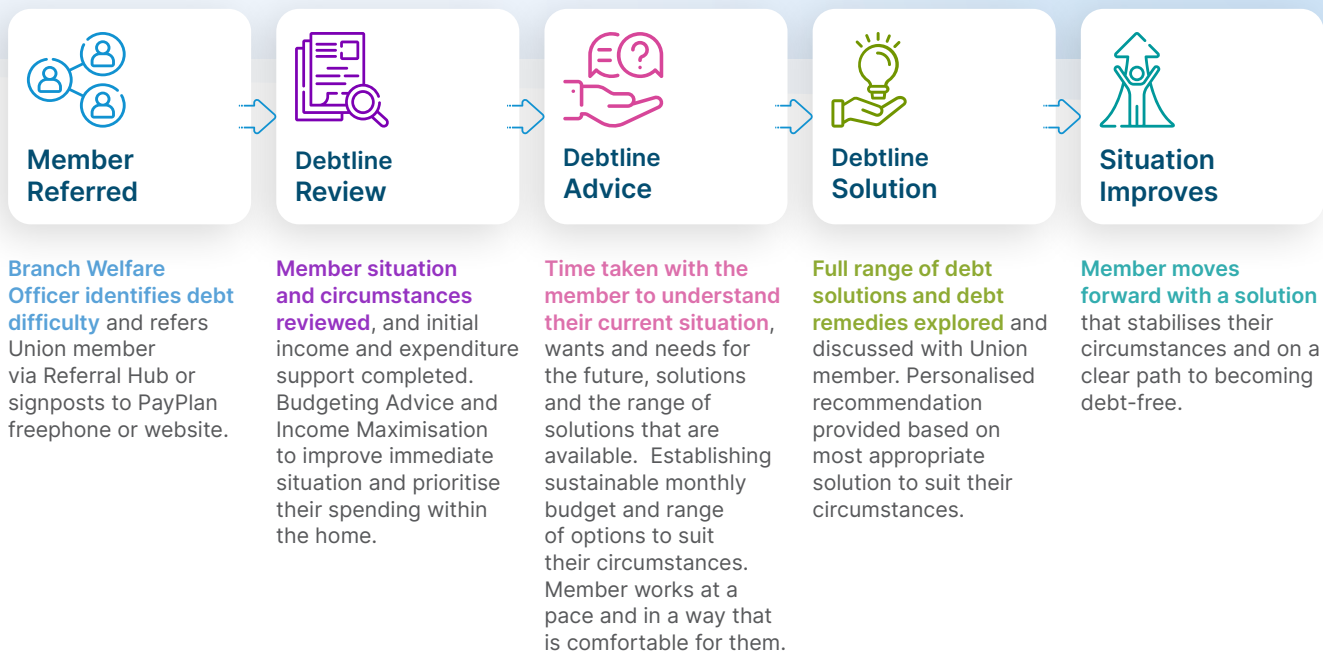 Member
Referred
Debtline
Review
Debtline
Advice
Debtline
Solution
Situation
Improves
Branch Welfare
Officer identifies debt
difficulty and refers
Union member
via Referral Hub or
signposts to PayPlan
freephone or website.
Member situation
and circumstances
reviewed, and initial
income and expenditure
support completed.
Budgeting Advice and
Income Maximisation
to improve immediate
situation and prioritise
their spending within
the home.
Time taken with the
member to understand
their current situation,
wants and needs for
the future, solutions
and the range of
solutions that are
available.  Establishing
sustainable monthly
budget and range
of options to suit
their circumstances.
Member works at a
pace and in a way that
is comfortable for them.
Full range of debt
solutions and debt
remedies explored and
discussed with Union
member. Personalised
recommendation
provided based on
most appropriate
solution to suit their
circumstances.
Member moves
forward with a solution
that stabilises their
circumstances and on a
clear path to becoming
debt-free.